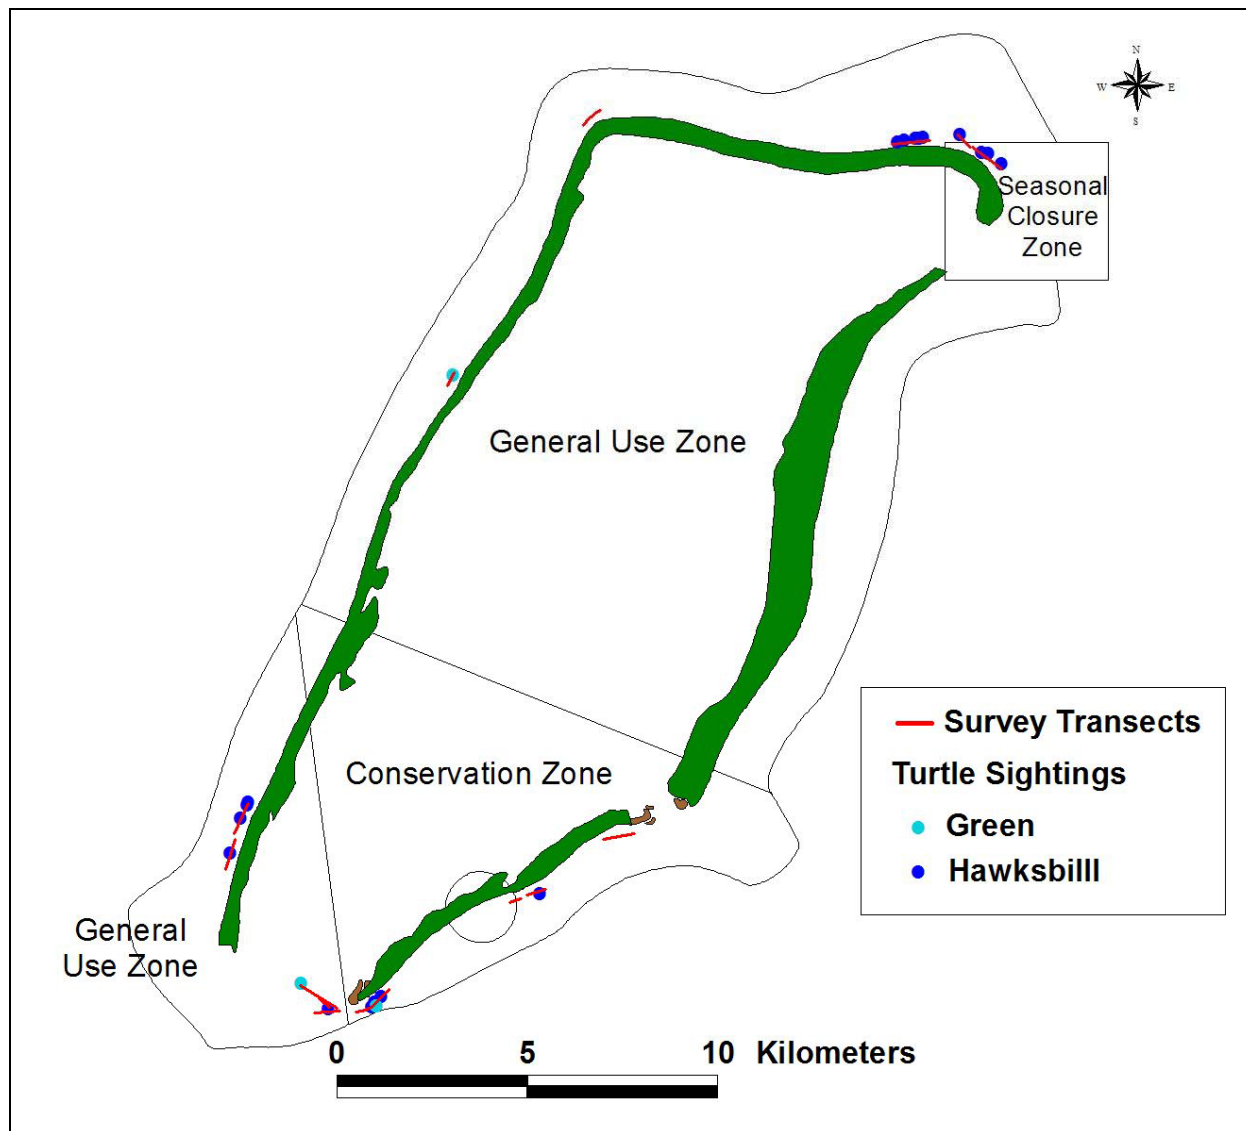 N
W E
S
Seasonal
Closure
Zone
General Use Zone
Conservation Zone
General
Use Zone
Survey Transects
Turtle Sightings
Green
Hawksbilll
0 5 10 Kilometers